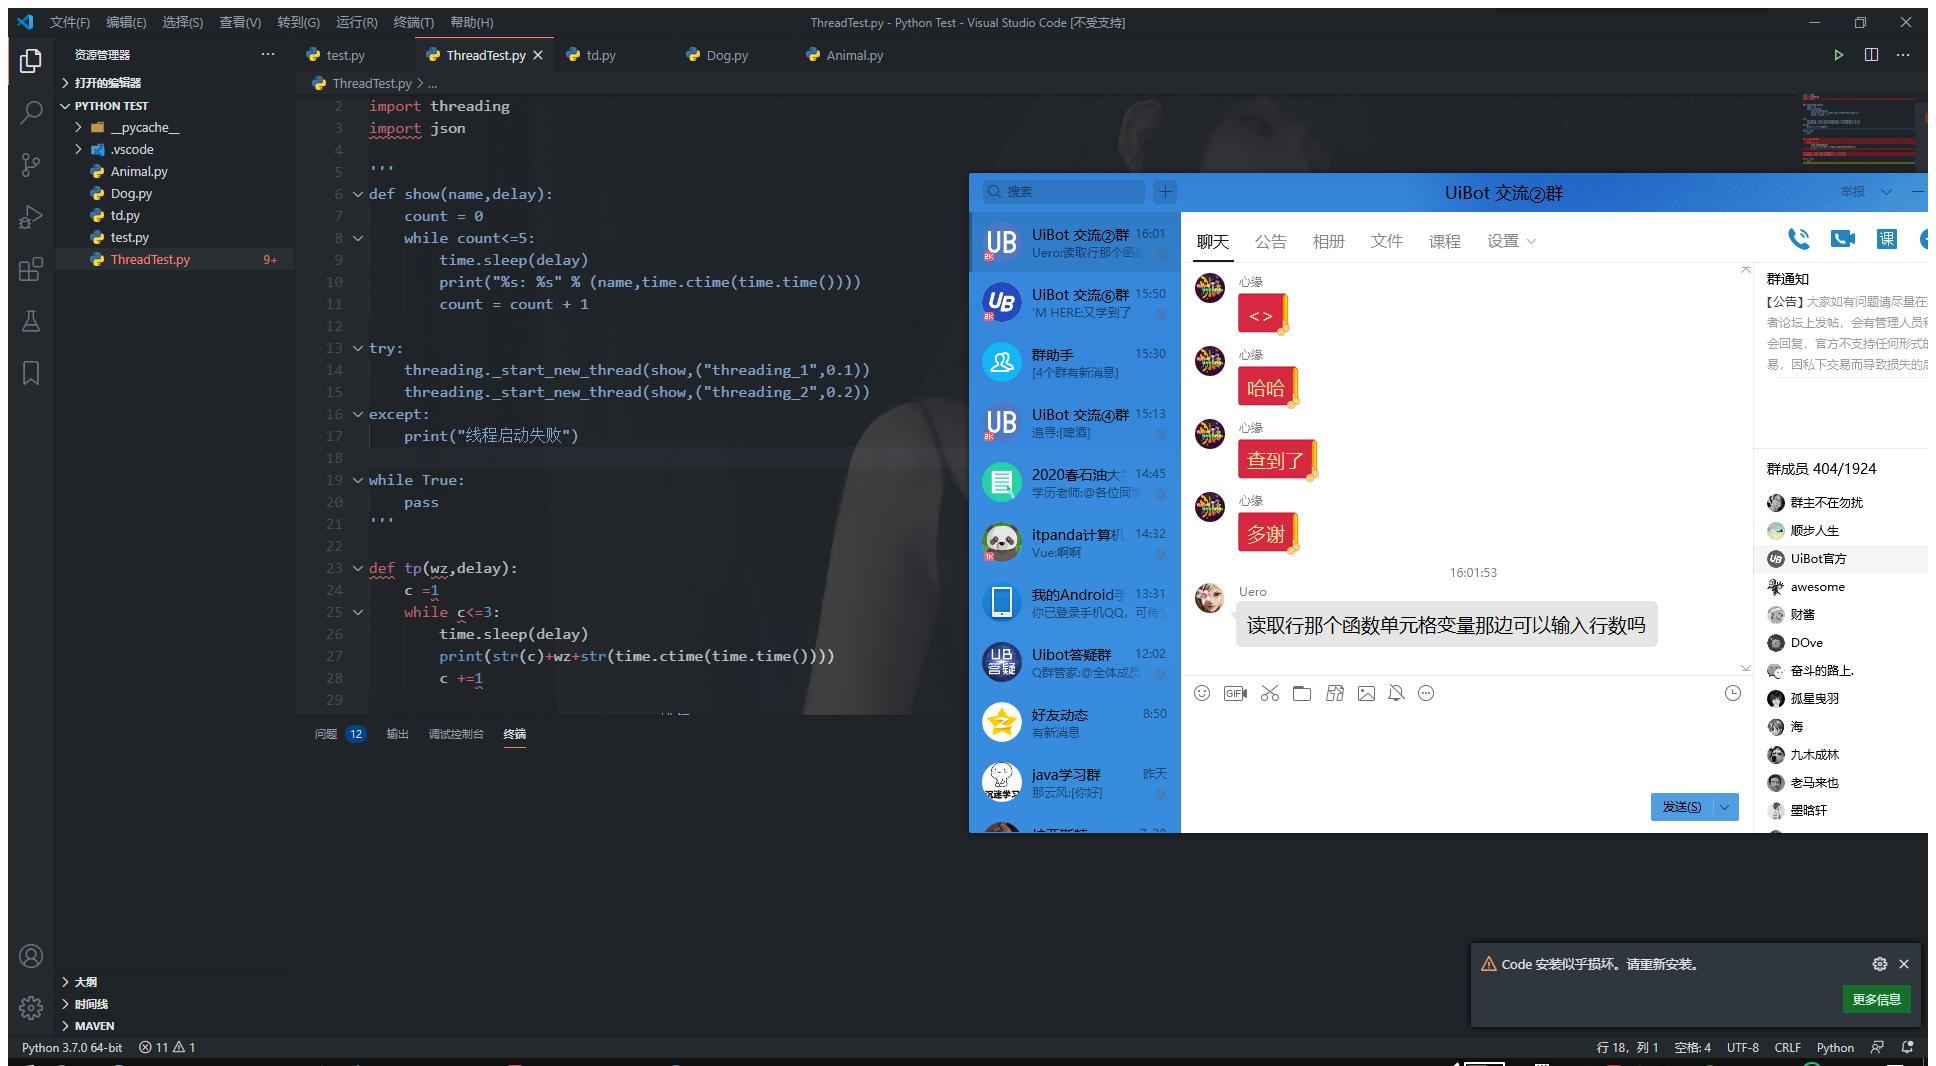 文件(F) 编辑(E) 选择(S) 查看(V) 转到(G) 运行(R) 终端(T) 帮助(H)
ThreadTest.py - Python Test - Visual Studio Code [不受支持]
资源管理器
打开的编辑器
PYTHON TEST
__pycache__
.vscode
Animal.py
Dog.py
td.py
test.py
ThreadTest.py 9+
大纲
时间线
MAVEN
test.py ThreadTest.py td.py Dog.py Animal.py
ThreadTest.py > ...
2 import threading
3 import json
4
5 '''
6 def show(name,delay):
7 count = 0
8 while count<=5:
9 time.sleep(delay)
10 print("%s: %s" % (name,time.ctime(time.time())))
11 count = count + 1
12
13 try:
14 threading._start_new_thread(show,("threading_1",0.1))
15 threading._start_new_thread(show,("threading_2",0.2))
16 except:
17 print("线程启动失败")
18
19 while True:
20 pass
21 '''
22
23 def tp(wz,delay):
24 c =1
25 while c<=3:
26 time.sleep(delay)
27 print(str(c)+wz+str(time.ctime(time.time())))
28 c +=1
29
问题 12 输出 调试控制台 终端
搜索
UiBot 交流②群
举报
UiBot 交流②群 16:01
Uero:读取行那个函
UiBot 交流⑥群 15:50
'M HERE:又学到了
群助手 15:30
[4个群有新消息]
UiBot 交流④群 15:13
追寻:[啤酒]
2020春石油大 14:45
学历老师:@各位同学
itpanda计算机 14:32
Vue:啊啊
我的Android手 13:31
你已登录手机QQ，可传
Uibot答疑群 12:02
Q群管家:@全体成员
好友动态 8:50
有新消息
java学习群 昨天
那云风:[你好]
UB
2K
UB
2K
UB
2K
1K
UB
答疑
沉迷学习
聊天 公告 相册 文件 课程 设置
课
心缘
<>
心缘
哈哈
心缘
查到了
心缘
多谢
16:01:53
Uero
读取行那个函数单元格变量那边可以输入行数吗
GIF
发送(S)
群通知
【公告】大家如有问题请尽量在
者论坛上发帖，会有管理人员
会回复，官方不支持任何形式的
易，因私下交易而导致损失的
群成员 404/1924
群主不在勿扰
顺步人生
UiBot官方
awesome
财酱
DOve
奋斗的路上.
孤星曳羽
海
九木成林
老马来也
墨晗轩
Code 安装似乎损坏。请重新安装。
更多信息
Python 3.7.0 64-bit 11 1
行 18，列 1 空格: 4 UTF-8 CRLF Python